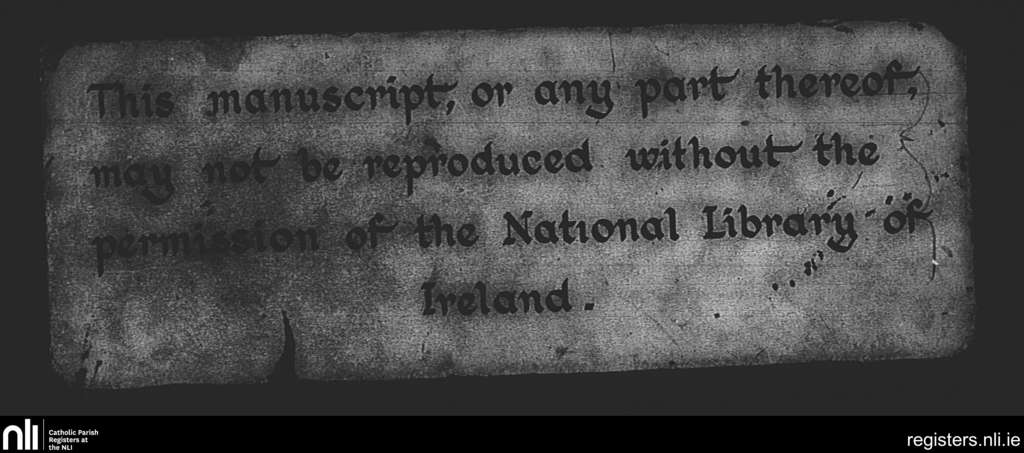 This manuscript, or any part thereof,
may not be reproduced without the
permission of the National Library of
Ireland.
nli
Catholic Parish
Registers at
the NLI
registers.nli.ie